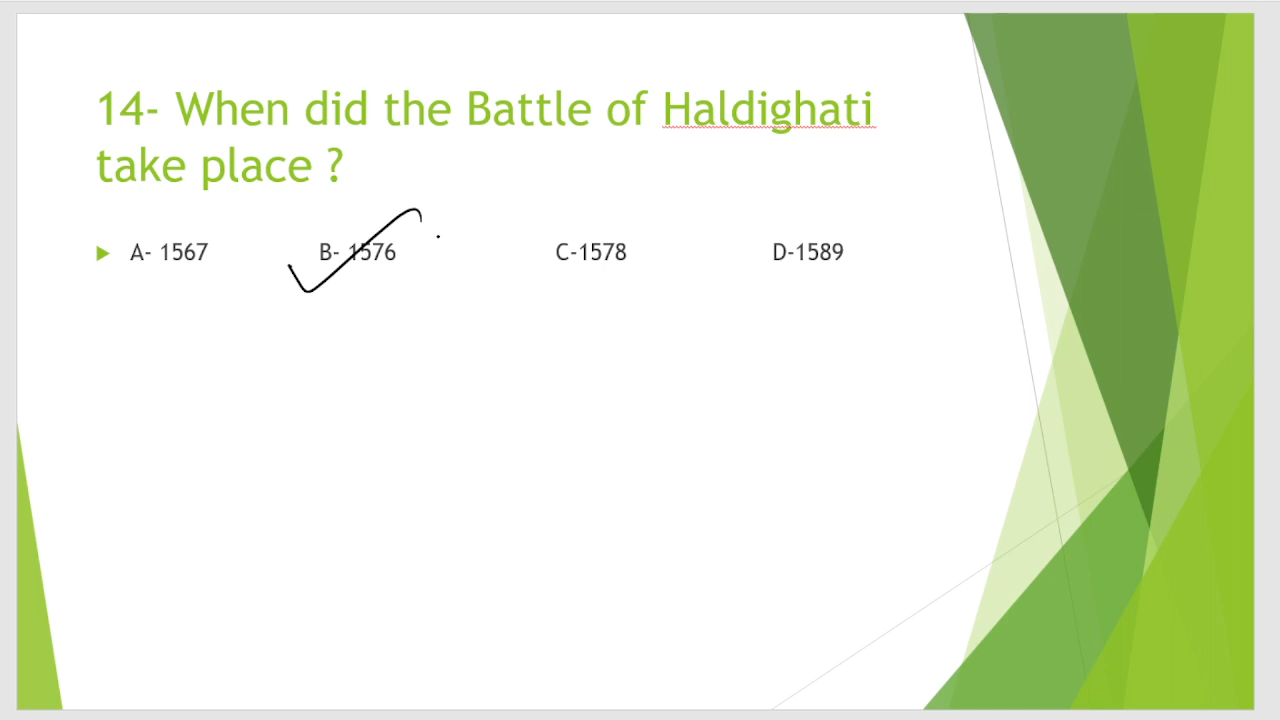 14- When did the Battle of Haldighati
take place ?
A- 1567 B- 1576 C-1578 D-1589